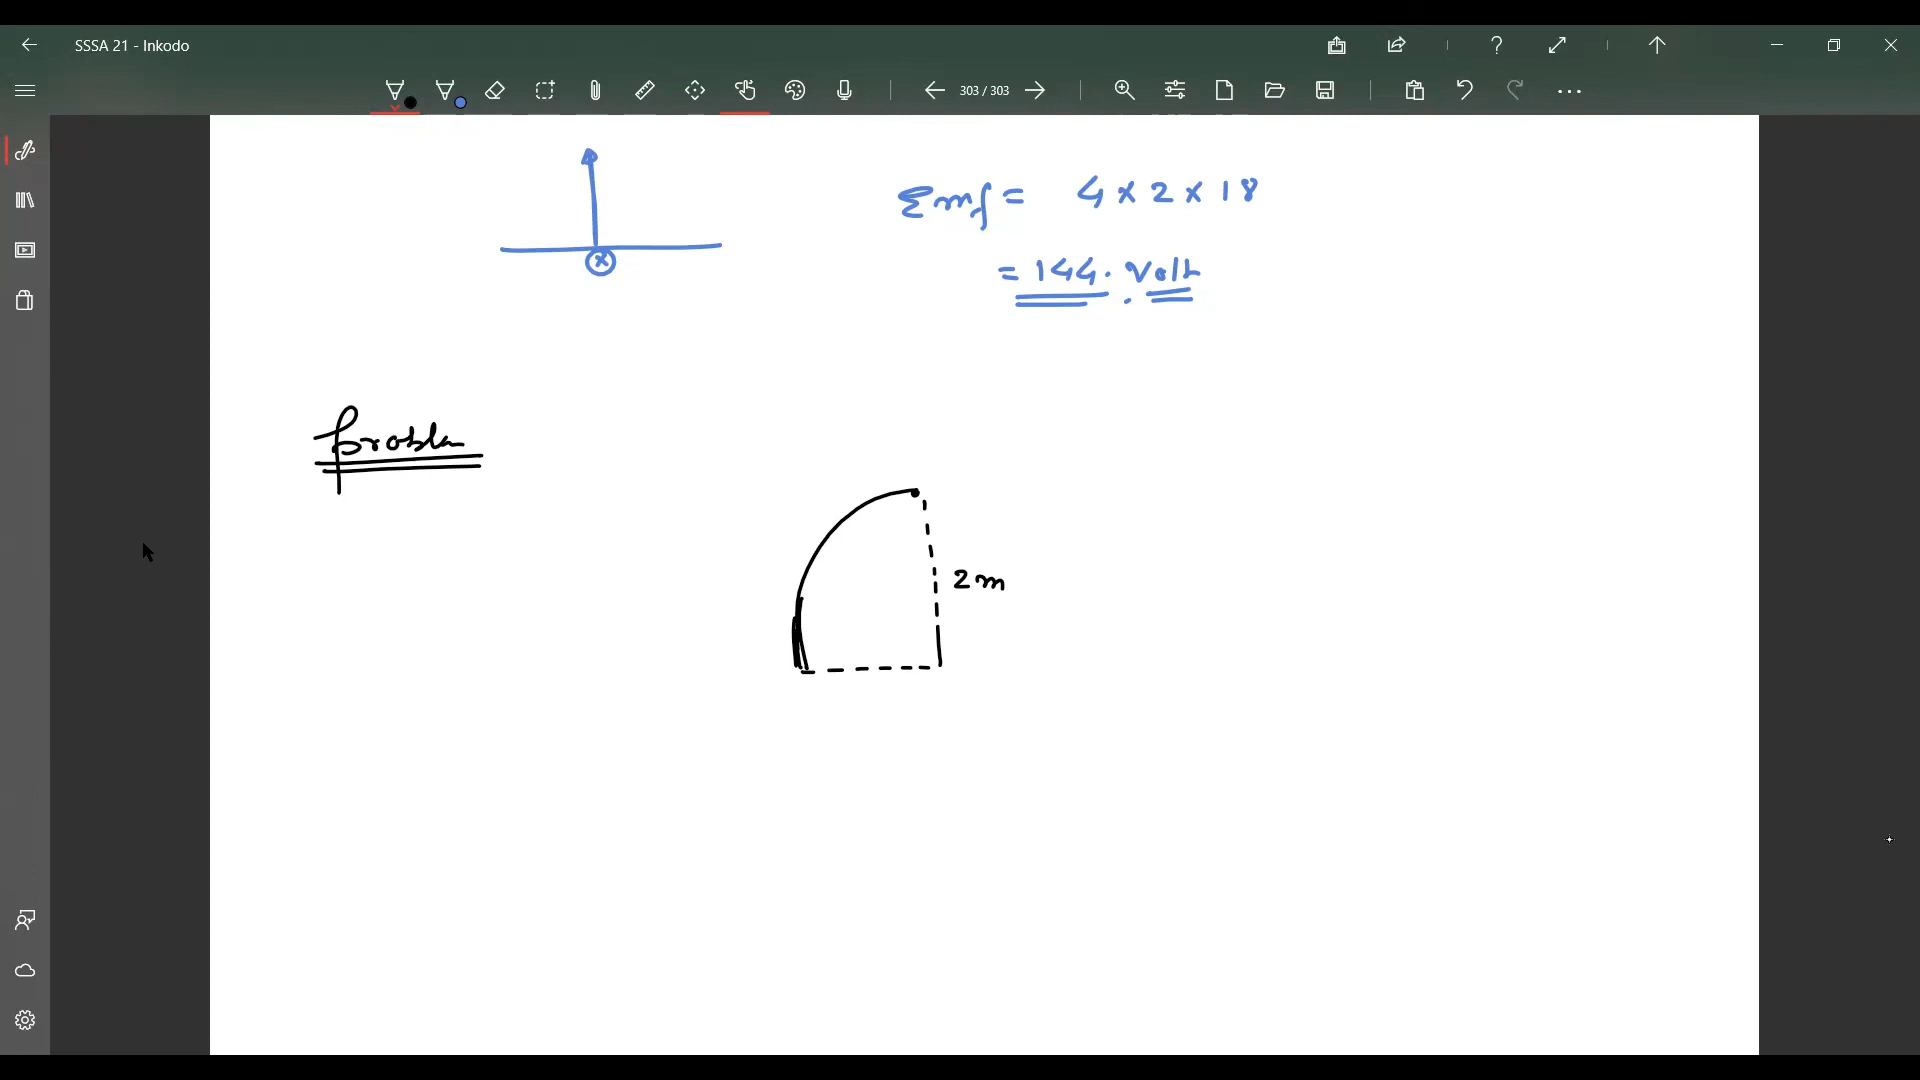 SSSA 21 - Inkodo
303 / 303
Emf = 4 x 2 x 18
= 144. Volt
Problem
2m